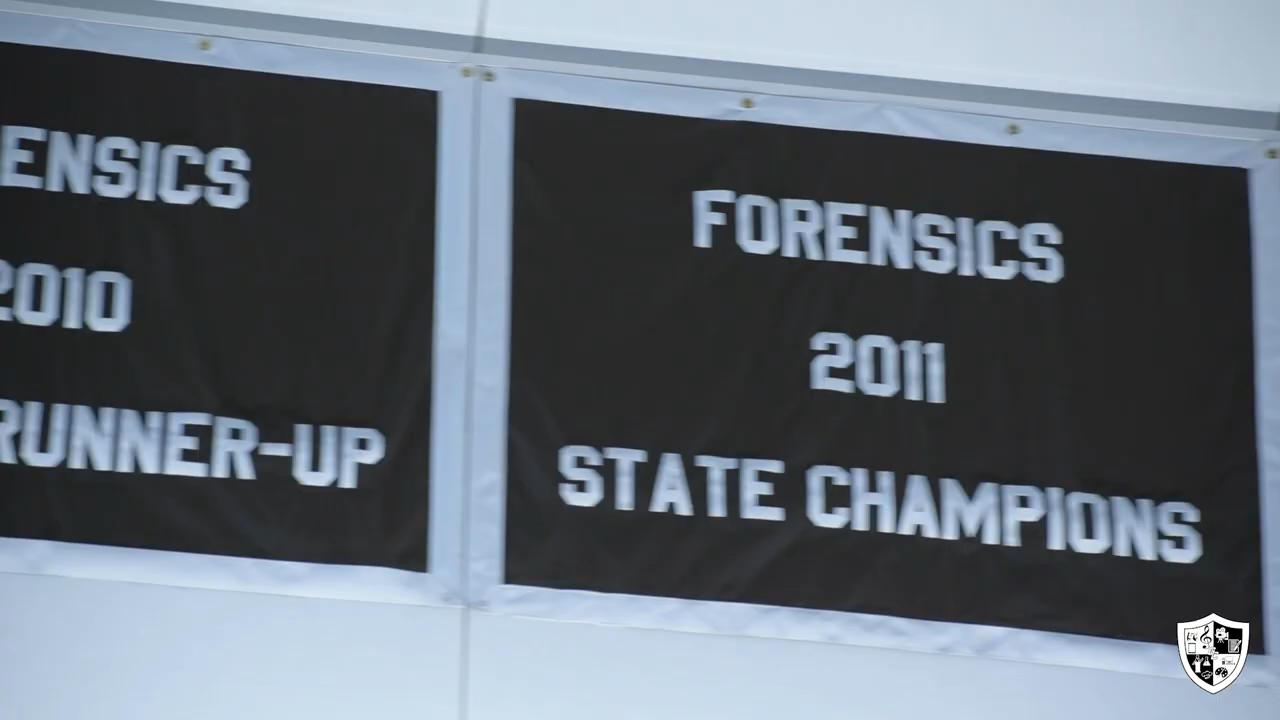 ENSICS
2010
RUNNER-UP
FORENSICS
2011
STATE CHAMPIONS